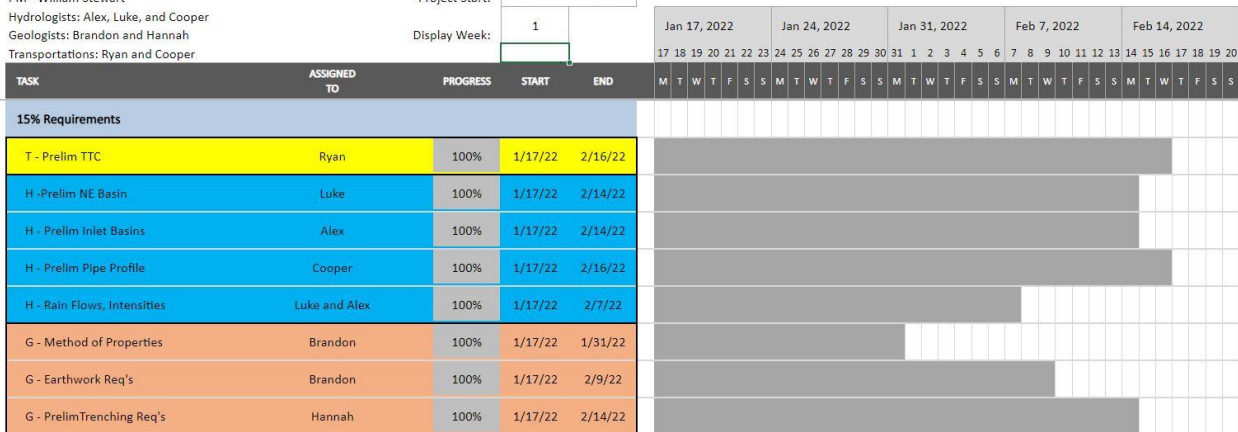 PM - William Stewart Project Start:
Hydrologists: Alex, Luke, and Cooper
Geologists: Brandon and Hannah Display Week: 1
Transportations: Ryan and Cooper
Jan 17, 2022 Jan 24, 2022 Jan 31, 2022 Feb 7, 2022 Feb 14, 2022
17 18 19 20 21 22 23 24 25 26 27 28 29 30 31 1 2 3 4 5 6 7 8 9 10 11 12 13 14 15 16 17 18 19 20
TASK ASSIGNED TO PROGRESS START END M T W T F S S M T W T F S S M T W T F S S M T W T F S S M T W T F S S
15% Requirements
T - Prelim TTC Ryan 100% 1/17/22 2/16/22
H -Prelim NE Basin Luke 100% 1/17/22 2/14/22
H - Prelim Inlet Basins Alex 100% 1/17/22 2/14/22
H - Prelim Pipe Profile Cooper 100% 1/17/22 2/16/22
H - Rain Flows, Intensities Luke and Alex 100% 1/17/22 2/7/22
G - Method of Properties Brandon 100% 1/17/22 1/31/22
G - Earthwork Req's Brandon 100% 1/17/22 2/9/22
G - PrelimTrenching Req's Hannah 100% 1/17/22 2/14/22